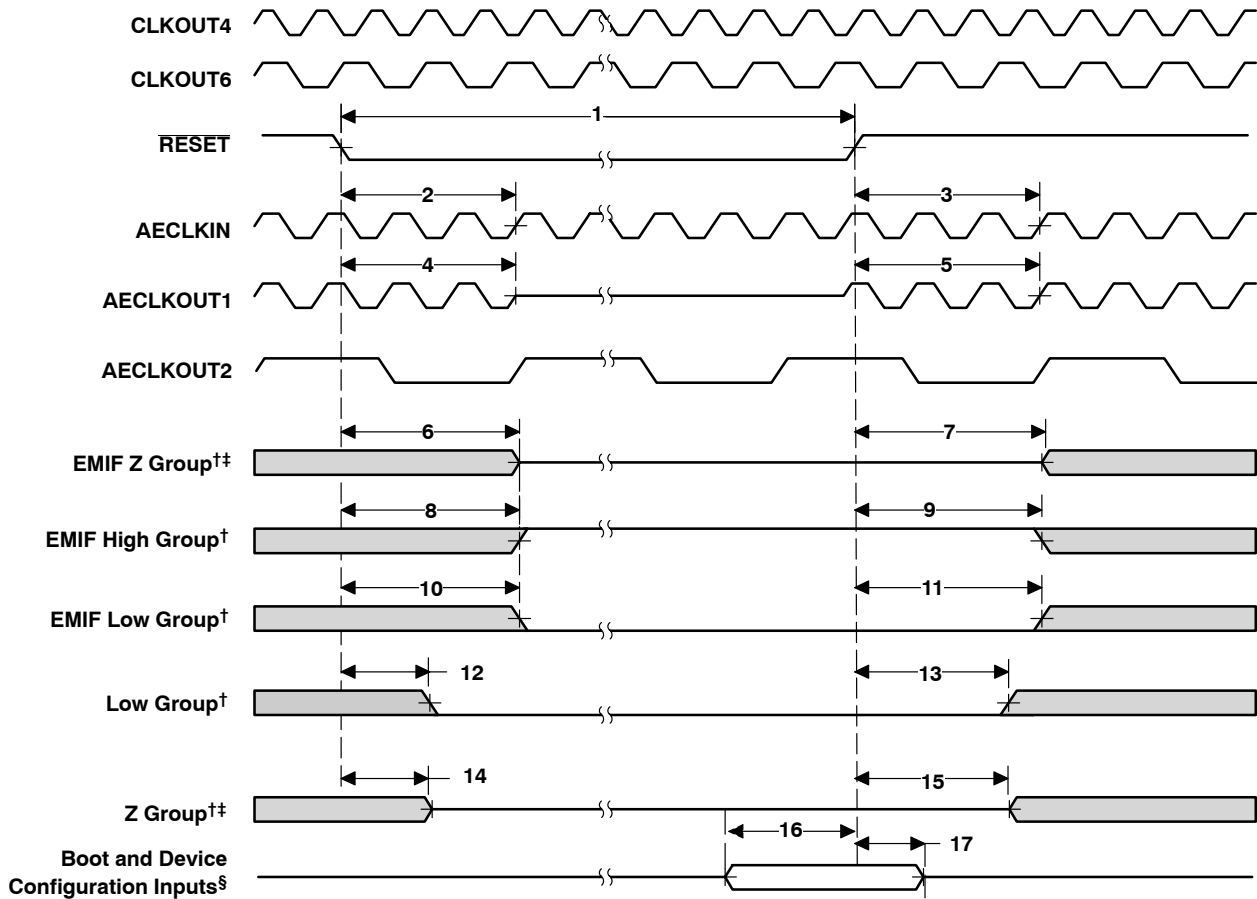 CLKOUT4
CLKOUT6
1
RESET
2
3
AECLKIN
4
5
AECLKOUT1
AECLKOUT2
6
7
EMIF Z Group†‡
8
9
EMIF High Group†
10
11
EMIF Low Group†
12
13
Low Group†
14
15
Z Group†‡
16
17
Boot and Device
Configuration Inputs§